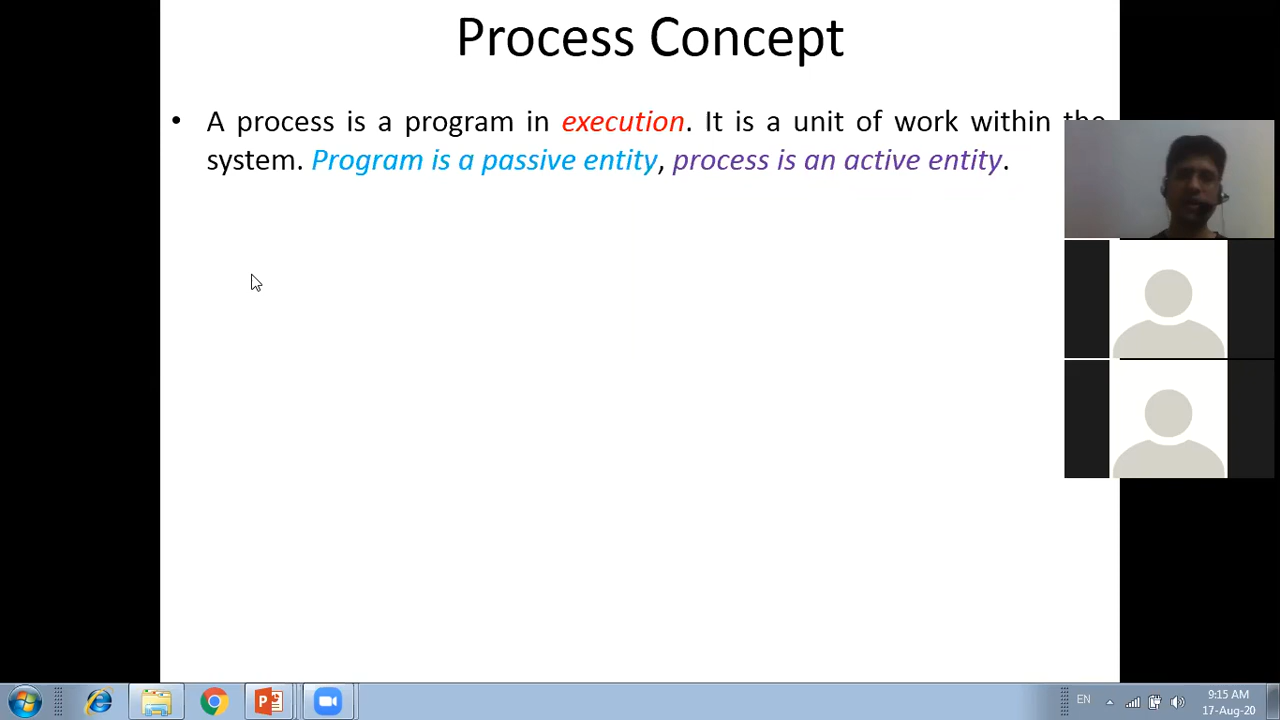 Process Concept
• A process is a program in execution. It is a unit of work within the
system. Program is a passive entity, process is an active entity.
EN
9:15 AM
17-Aug-20